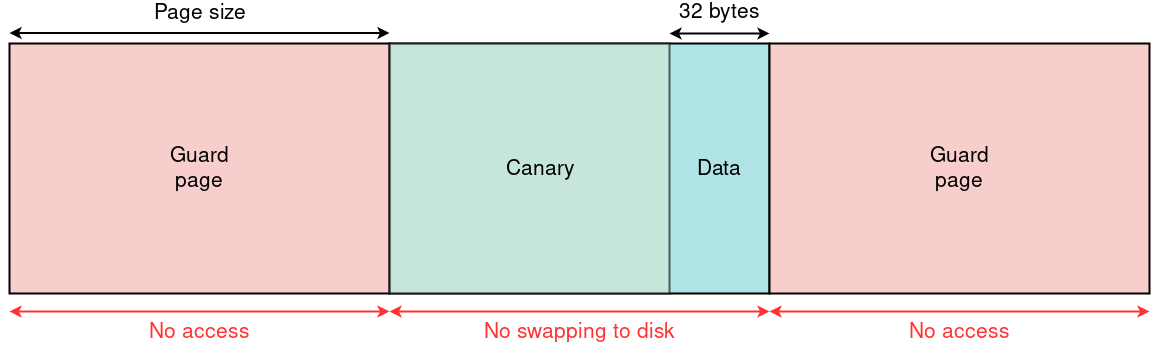 Page size
32 bytes
Guard
page
Canary
Data
Guard
page
No access
No swapping to disk
No access